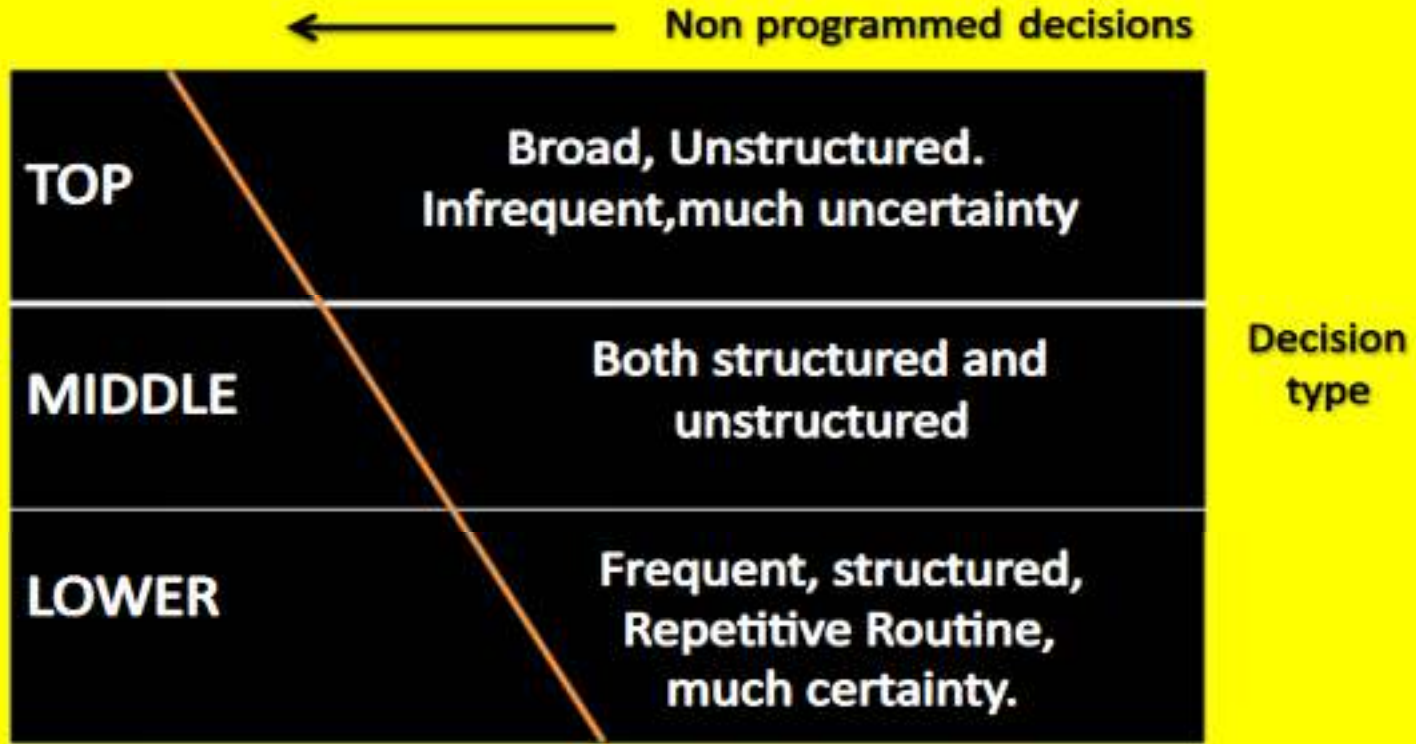 Non programmed decisions
TOP
Broad, Unstructured.
Infrequent,much uncertainty
MIDDLE
Both structured and
unstructured
Decision
type
LOWER
Frequent, structured,
Repetitive Routine,
much certainty.